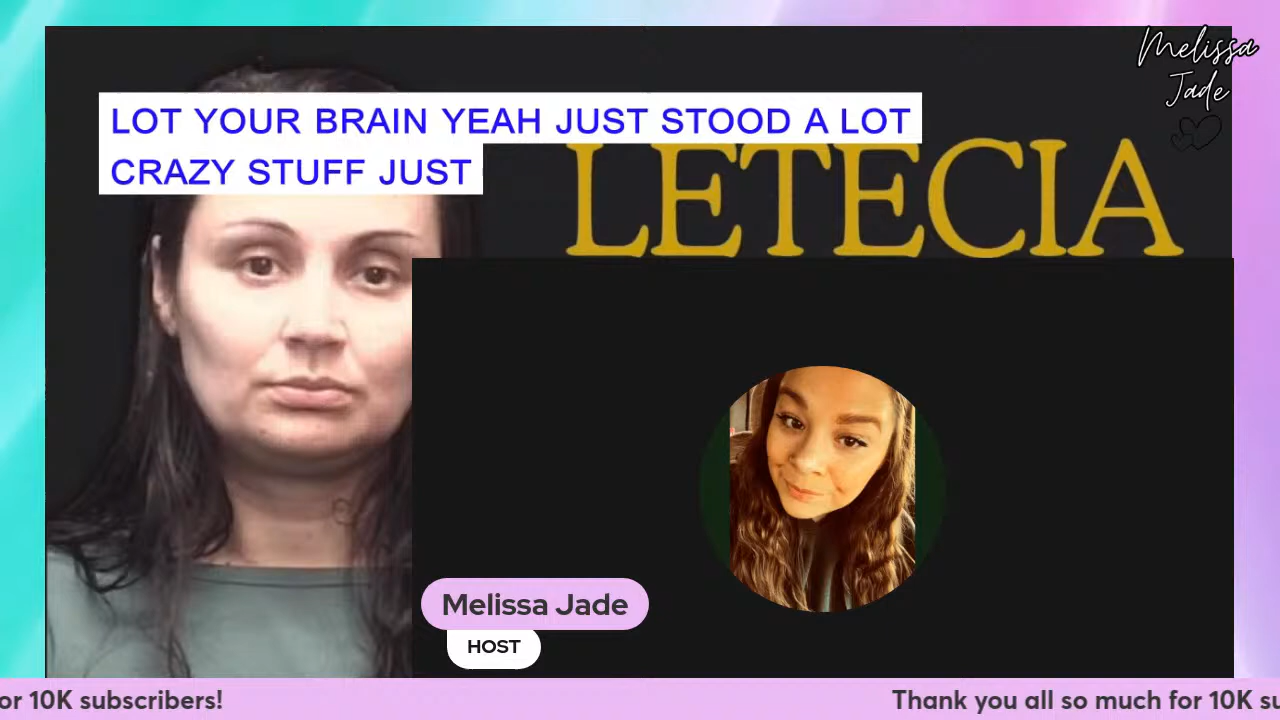 Melissa
Jade
LOT YOUR BRAIN YEAH JUST STOOD A LOT
CRAZY STUFF JUST
LETECIA
Melissa Jade
HOST
or 10K subscribers!
Thank you all so much for 10K su